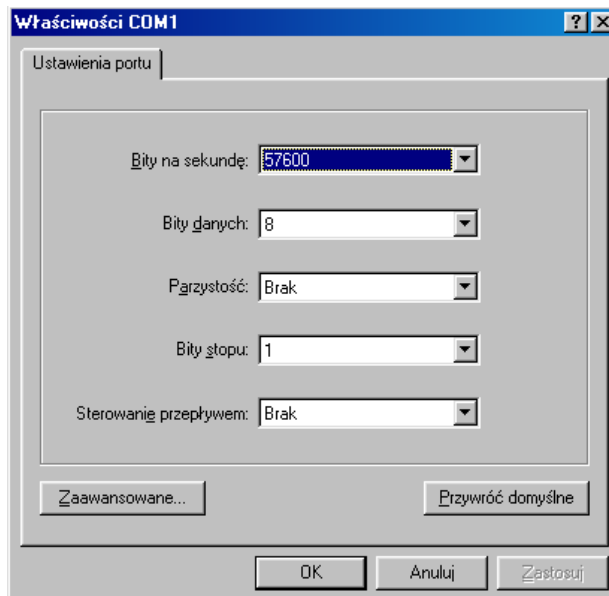 Właściwości COM1
Ustawienia portu
Bity na sekundę: 57600
Bity danych: 8
Parzystość: Brak
Bity stopu: 1
Sterowanie przepływem: Brak
Zaawansowane... Przywróć domyślne
OK Anuluj Zastosuj